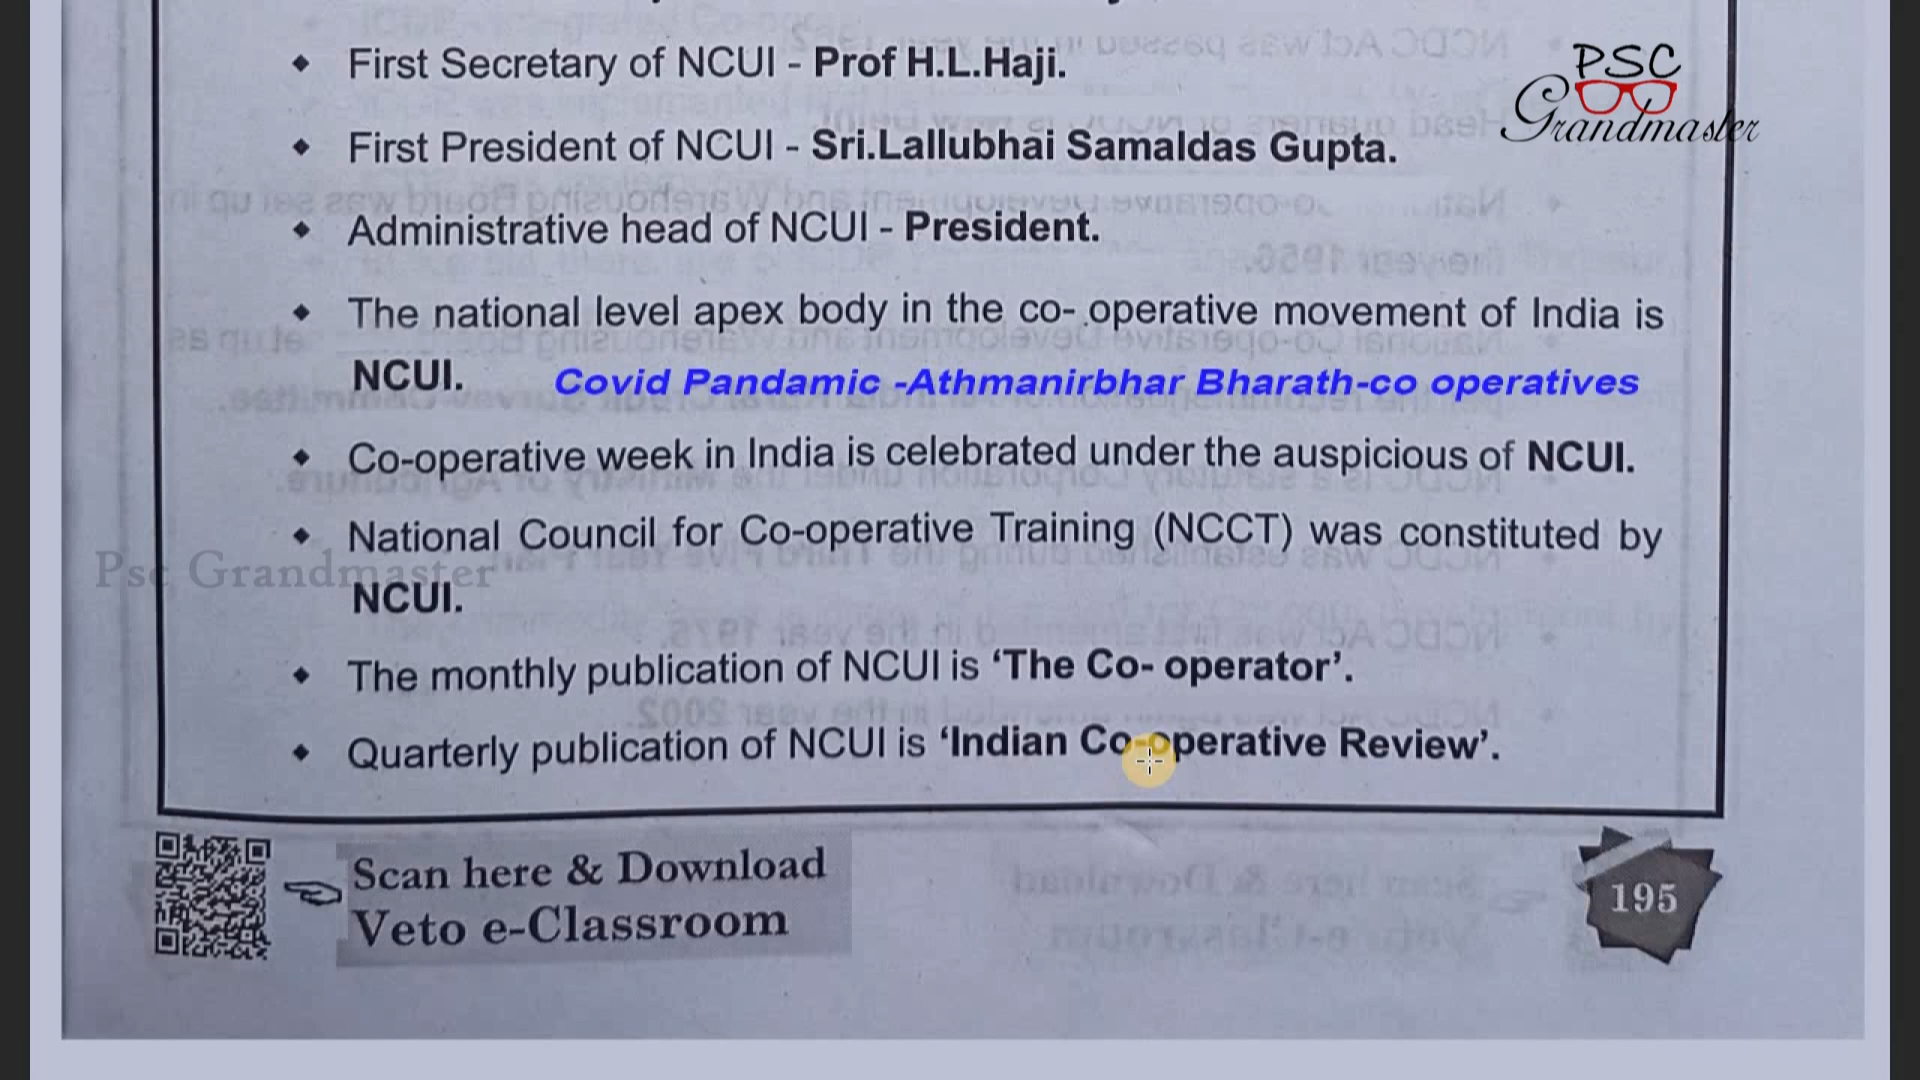 First Secretary of NCUI - Prof H.L.Haji.
PSC
Grandmaster
First President of NCUI - Sri.Lallubhai Samaldas Gupta.
Administrative head of NCUI - President.
The national level apex body in the co- operative movement of India is
NCUI.
Covid Pandamic -Athmanirbhar Bharath-co operatives
Co-operative week in India is celebrated under the auspicious of NCUI.
National Council for Co-operative Training (NCCT) was constituted by
Psc Grandmaster
NCUI.
The monthly publication of NCUI is ‘The Co- operator’.
Quarterly publication of NCUI is ‘Indian Co-operative Review’.
Scan here & Download
Veto e-Classroom
195